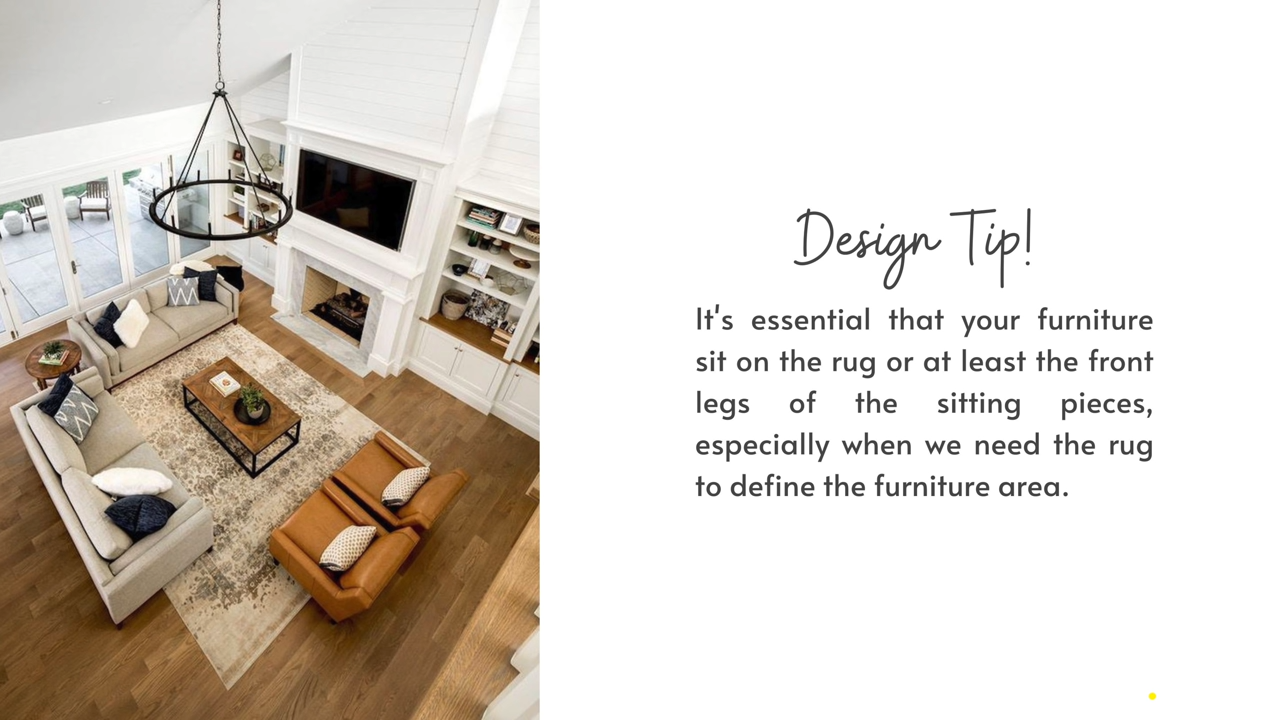 Design Tip!
It's essential that your furniture
sit on the rug or at least the front
legs of the sitting pieces,
especially when we need the rug
to define the furniture area.